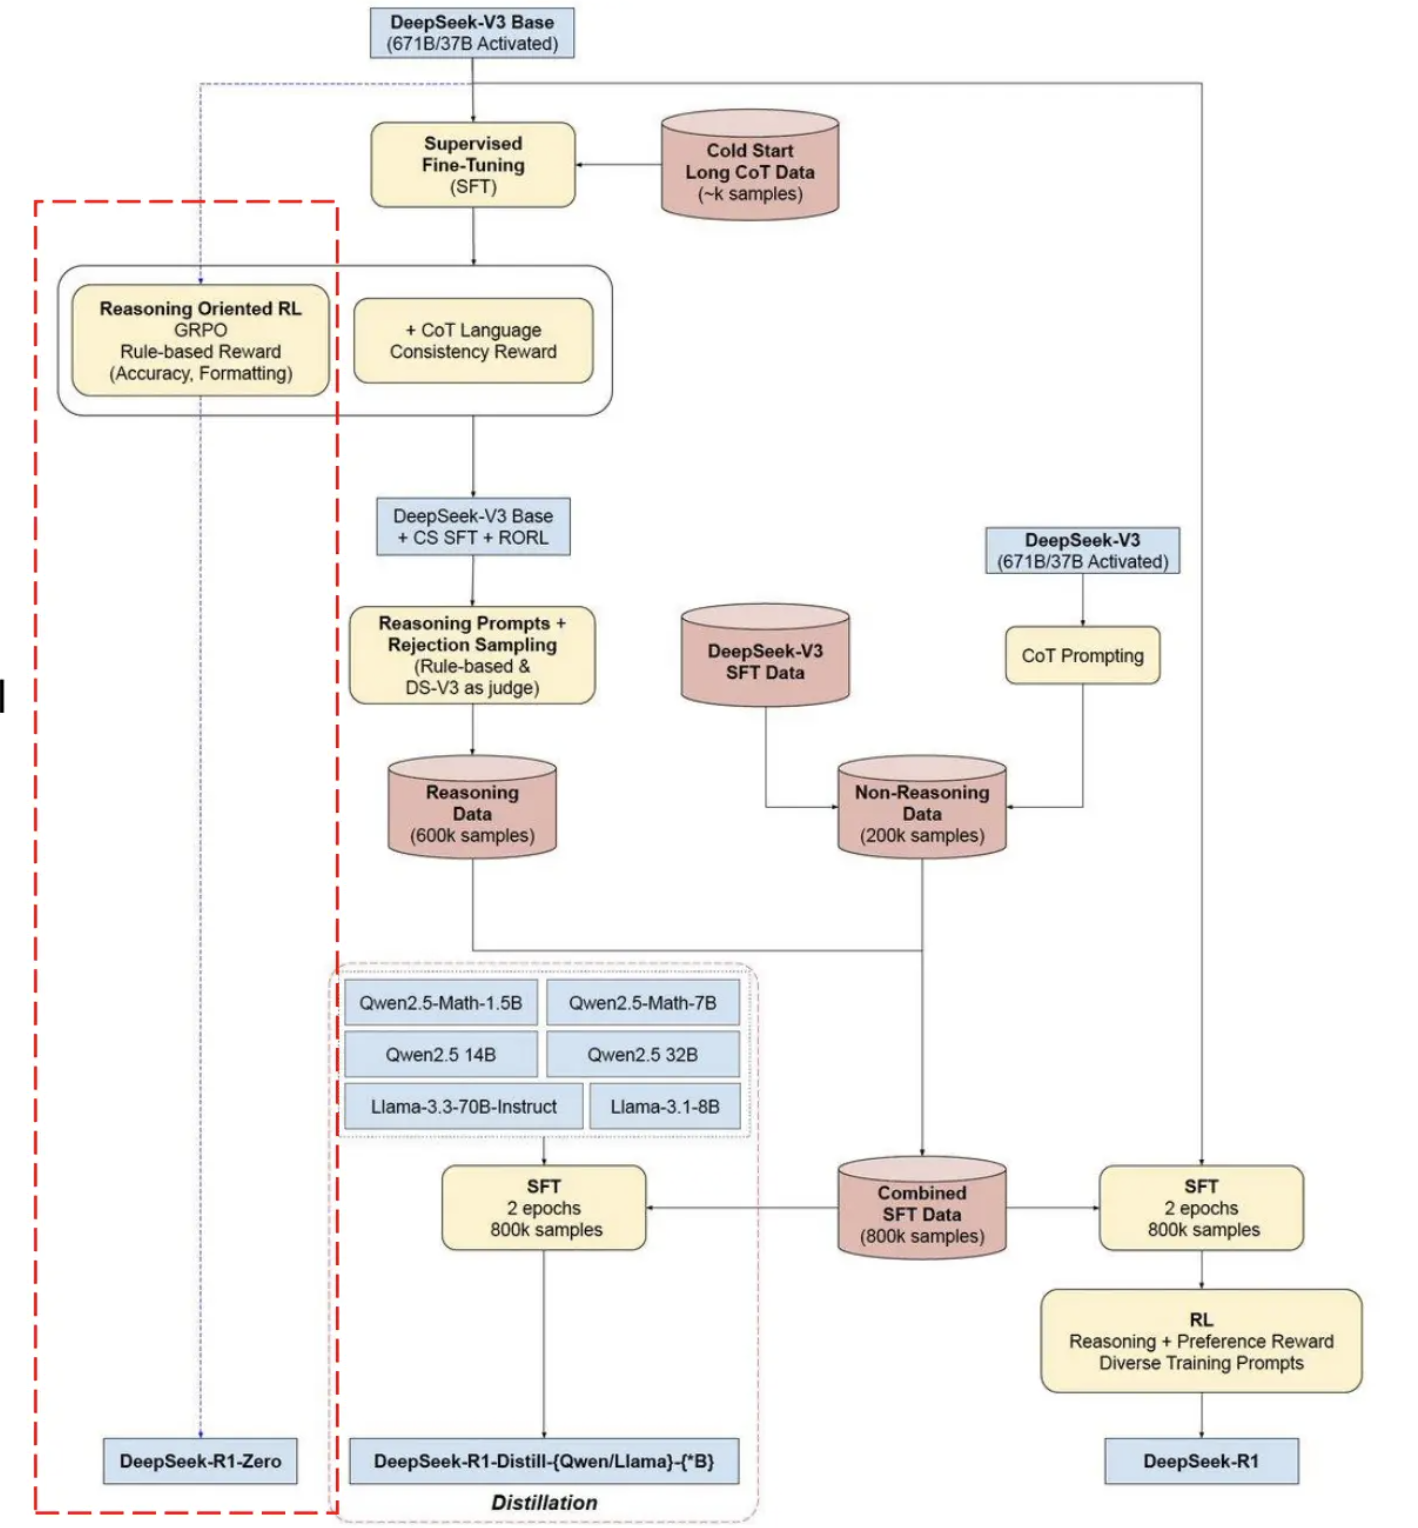 DeepSeek-V3 Base
(671B/37B Activated)
Supervised
Fine-Tuning
(SFT)
Cold Start
Long CoT Data
(~k samples)
Reasoning Oriented RL
GRPO
Rule-based Reward
(Accuracy, Formatting)
+ CoT Language
Consistency Reward
DeepSeek-V3 Base
+ CS SFT + RORL
DeepSeek-V3
(671B/37B Activated)
Reasoning Prompts +
Rejection Sampling
(Rule-based &
DS-V3 as judge)
DeepSeek-V3
SFT Data
CoT Prompting
Reasoning
Data
(600k samples)
Non-Reasoning
Data
(200k samples)
Qwen2.5-Math-1.5B
Qwen2.5-Math-7B
Qwen2.5 14B
Qwen2.5 32B
Llama-3.3-70B-Instruct
Llama-3.1-8B
SFT
2 epochs
800k samples
Combined
SFT Data
(800k samples)
SFT
2 epochs
800k samples
RL
Reasoning + Preference Reward
Diverse Training Prompts
DeepSeek-R1-Zero
DeepSeek-R1-Distill-{Qwen/Llama}-{*B}
DeepSeek-R1
Distillation